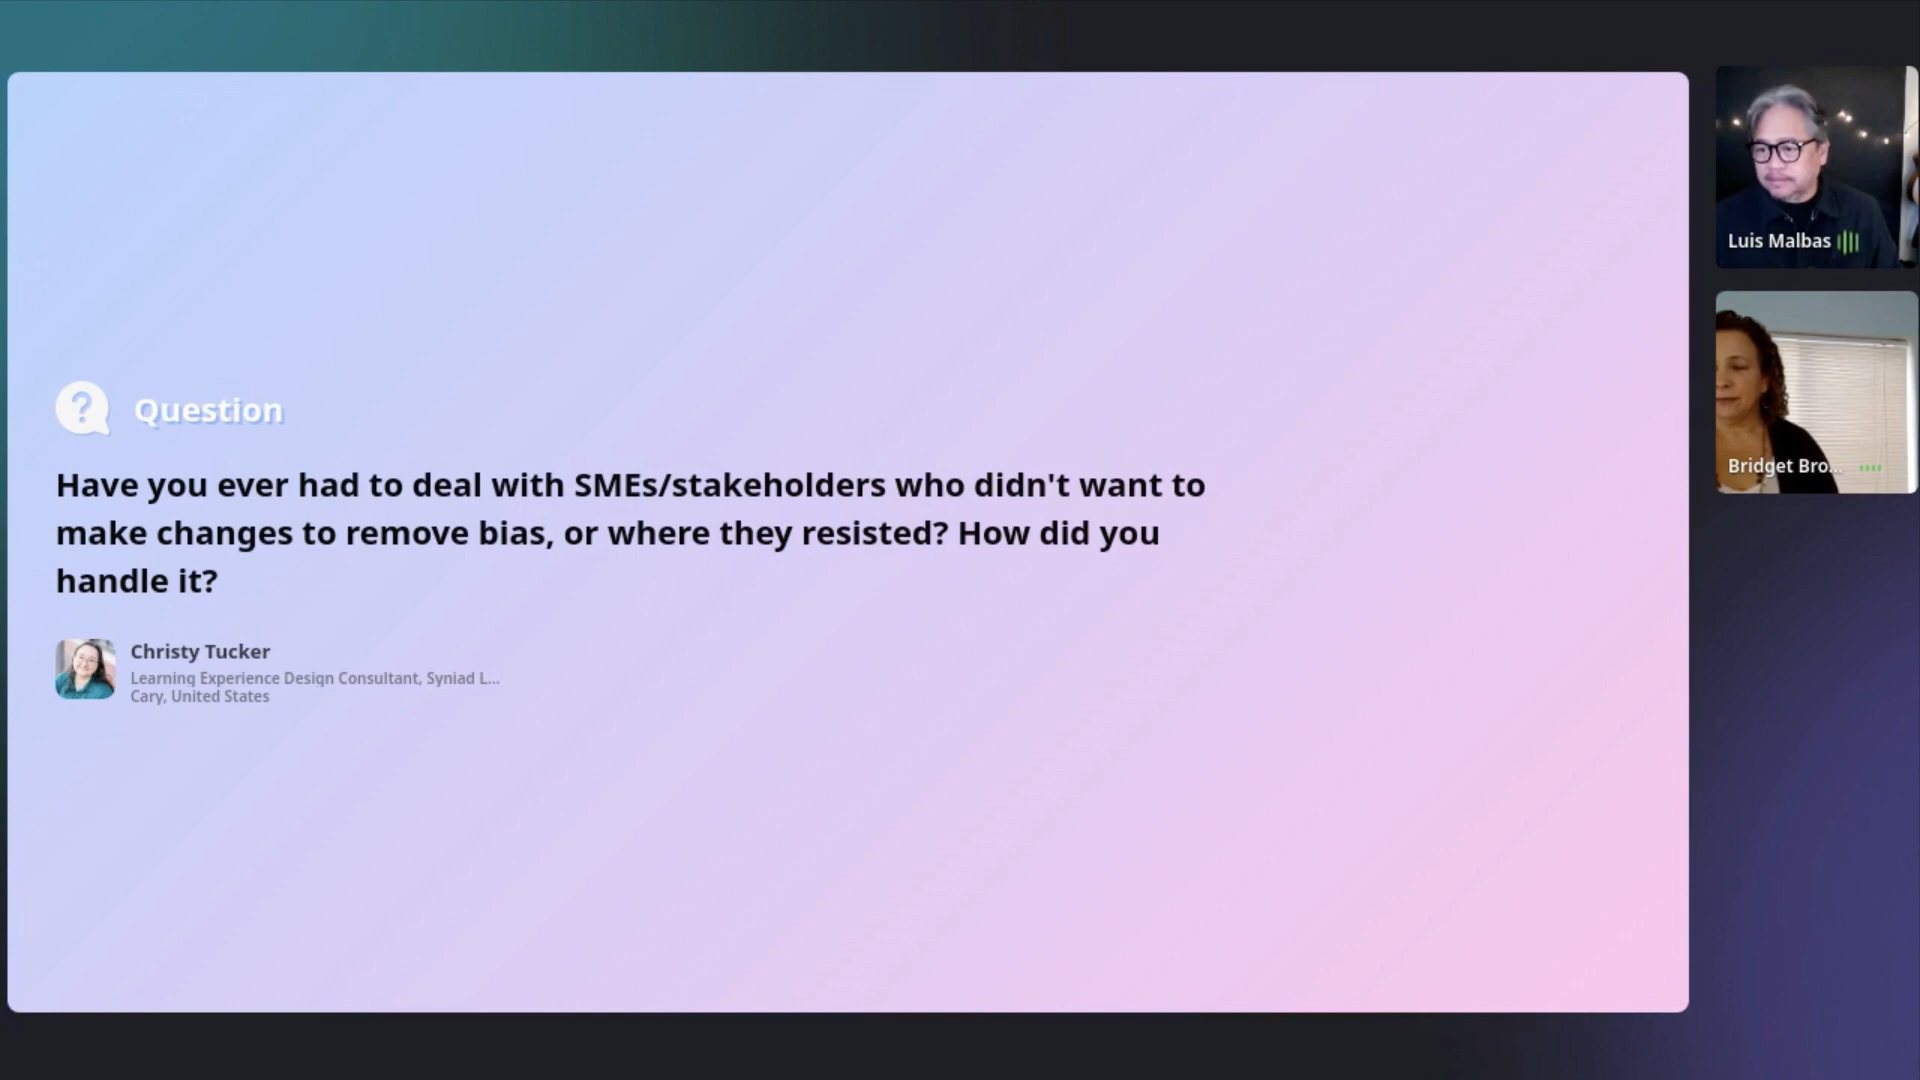 Question
Have you ever had to deal with SMEs/stakeholders who didn't want to
make changes to remove bias, or where they resisted? How did you
handle it?
Christy Tucker
Learning Experience Design Consultant, Syniad L...
Cary, United States
Luis Malbas
Bridget Bro...